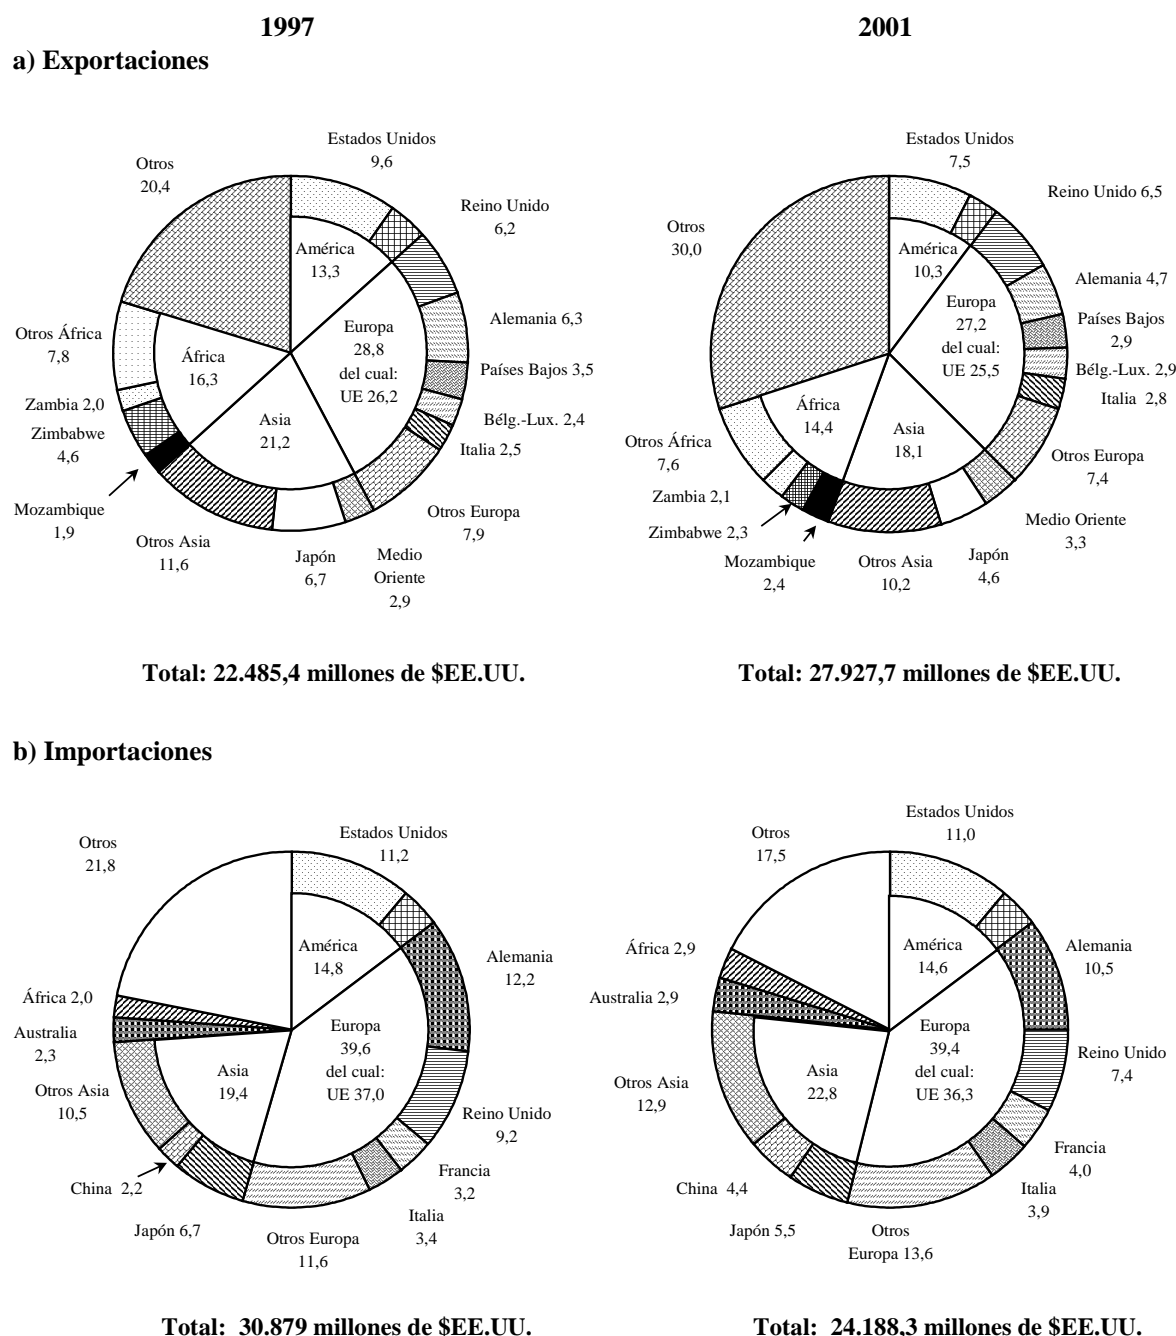 1997
2001
a) Exportaciones
Otros
20,4
Estados Unidos
9,6
Reino Unido
6,2
América
13,3
Europa
28,8
del cual:
UE 26,2
Alemania 6,3
Países Bajos 3,5
Bélg.-Lux. 2,4
Italia 2,5
Otros Europa
7,9
Medio
Oriente
2,9
Japón
6,7
Asia
21,2
Otros Asia
11,6
Mozambique
1,9
Zimbabwe
4,6
Zambia 2,0
Otros África
7,8
África
16,3
Total: 22.485,4 millones de $EE.UU.
Otros
30,0
Estados Unidos
7,5
Reino Unido 6,5
América
10,3
Europa
27,2
del cual:
UE 25,5
Alemania 4,7
Países Bajos
2,9
Bélg.-Lux. 2,9
Italia 2,8
Otros Europa
7,4
Medio Oriente
3,3
Japón
4,6
Asia
18,1
Otros Asia
10,2
Mozambique
2,4
Zimbabwe 2,3
Zambia 2,1
Otros África
7,6
África
14,4
Total: 27.927,7 millones de $EE.UU.
b) Importaciones
Otros
21,8
Estados Unidos
11,2
América
14,8
Alemania
12,2
Europa
39,6
del cual:
UE 37,0
Reino Unido
9,2
Francia
3,2
Italia
3,4
Otros Europa
11,6
Japón 6,7
China 2,2
Asia
19,4
Otros Asia
10,5
Australia
2,3
África 2,0
Total: 30.879 millones de $EE.UU.
Otros
17,5
Estados Unidos
11,0
América
14,6
Alemania
10,5
Europa
39,4
del cual:
UE 36,3
Reino Unido
7,4
Francia
4,0
Italia
3,9
Otros
Europa 13,6
Japón 5,5
China 4,4
Asia
22,8
Otros Asia
12,9
Australia 2,9
África 2,9
Total: 24.188,3 millones de $EE.UU.